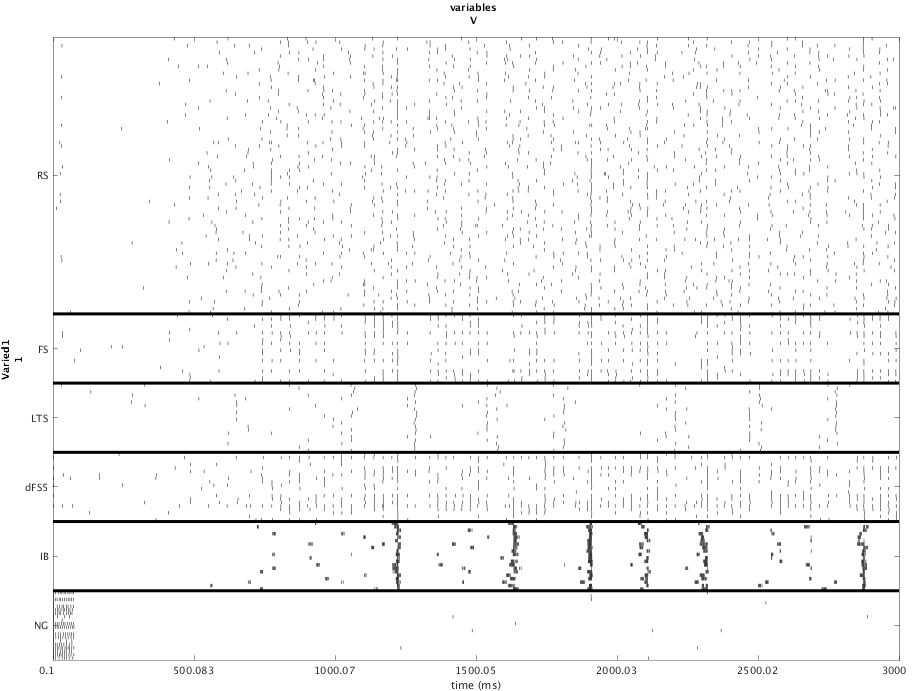 variables
V
RS
FS
LTS
dFS5
IB
NG
Varied1
1
0.1 500.083 1000.07 1500.05 2000.03 2500.02 3000
time (ms)